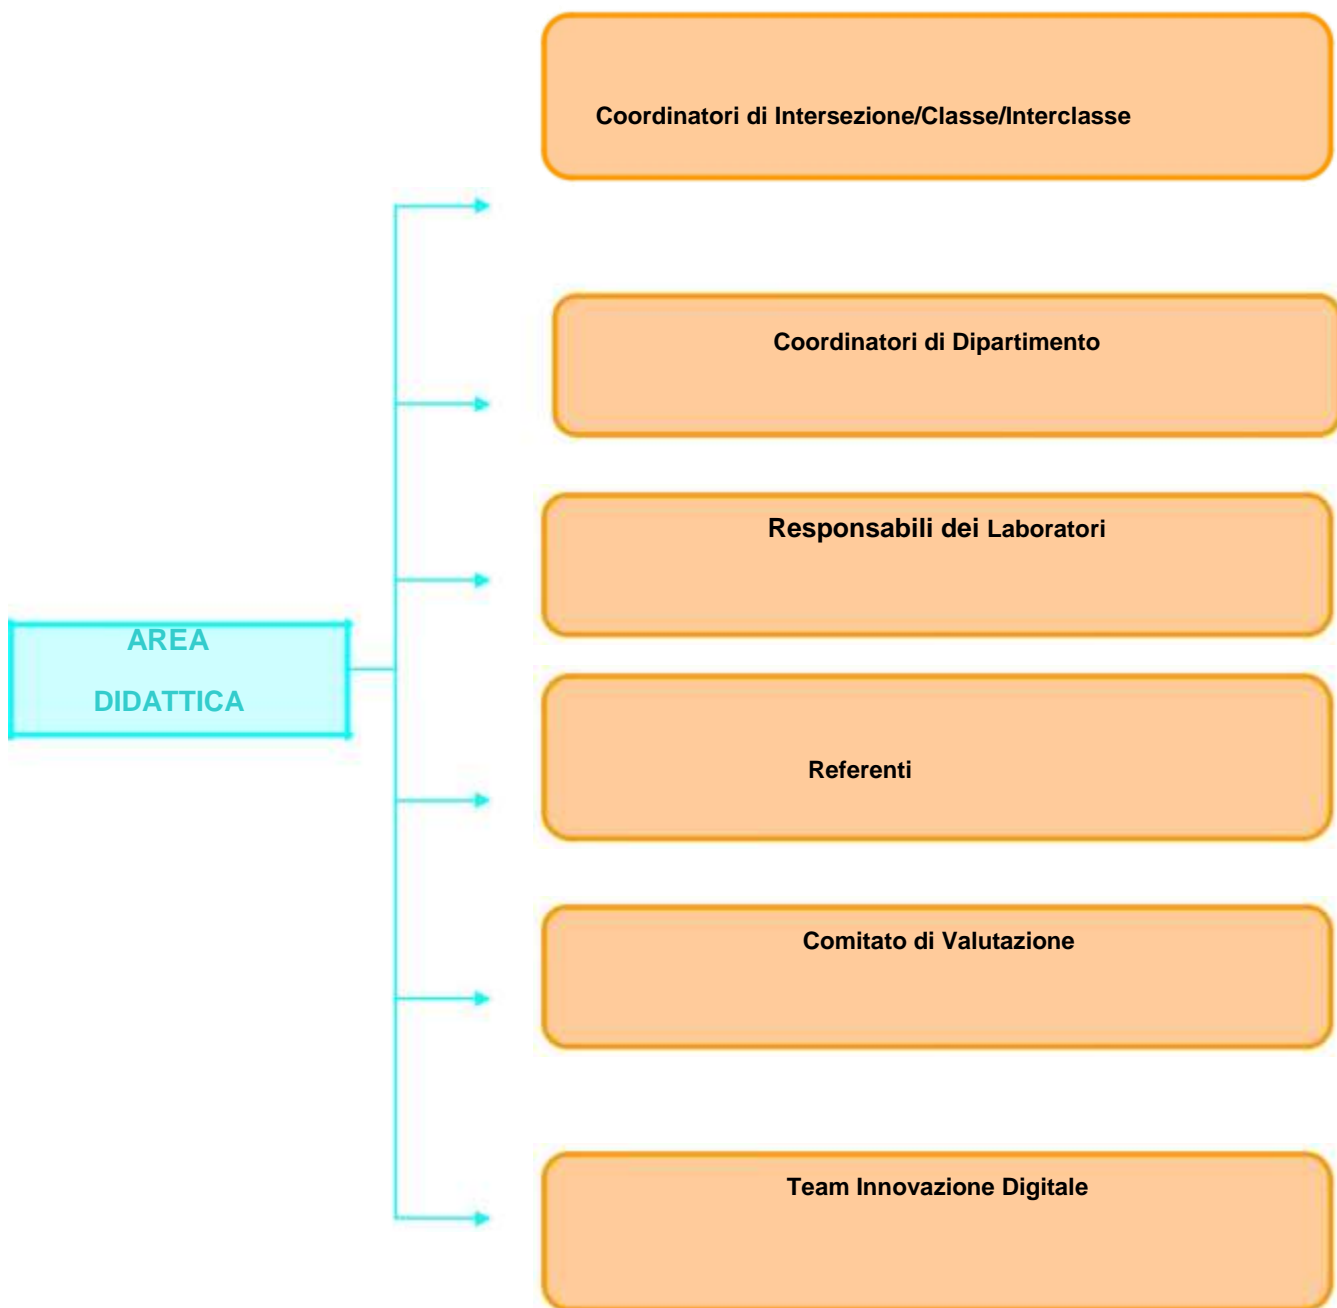 Coordinatori di Intersezione/Classe/Interclasse
Coordinatori di Dipartimento
Responsabili dei Laboratori
AREA
DIDATTICA
Referenti
Comitato di Valutazione
Team Innovazione Digitale